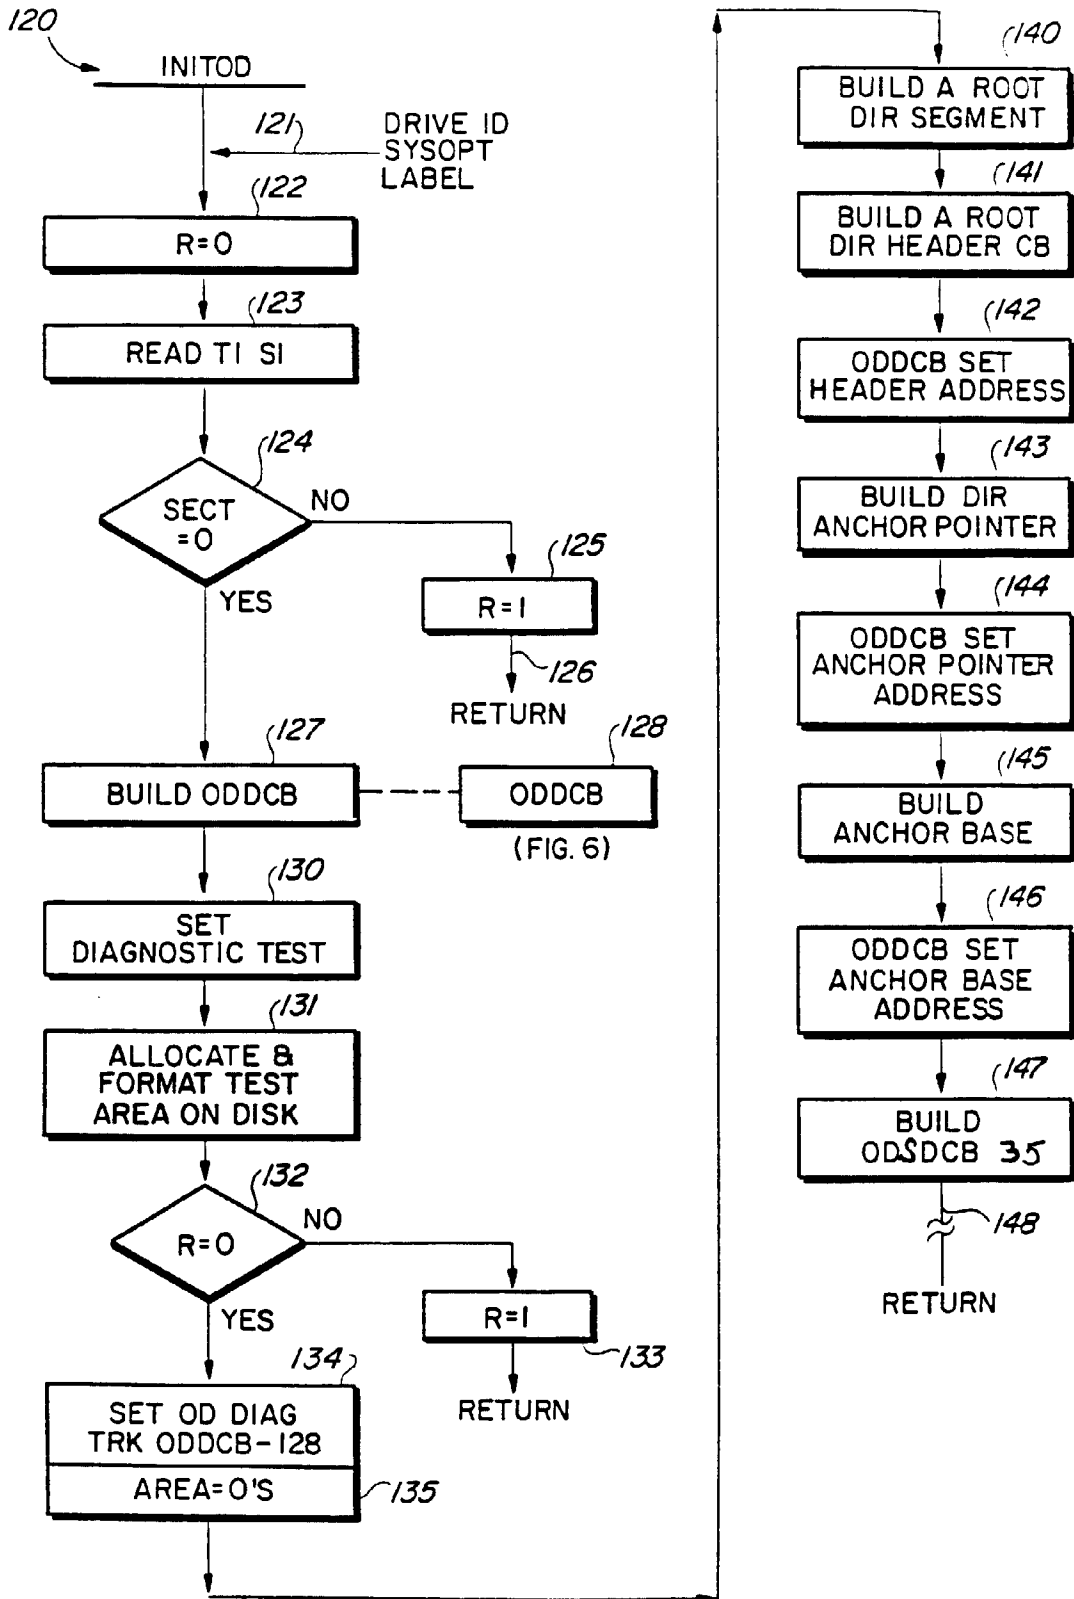 120
INITOD
121
DRIVE ID
SYSOPT
LABEL
122
R=0
123
READ T1 S1
124
SECT
=0
NO
YES
125
R=1
126
RETURN
127
BUILD ODDCB
128
ODDCB
(FIG. 6)
130
SET
DIAGNOSTIC TEST
131
ALLOCATE &
FORMAT TEST
AREA ON DISK
132
R=0
NO
YES
R=1
133
RETURN
134
SET OD DIAG
TRK ODDCB-128
AREA=0'S
135
140
BUILD A ROOT
DIR SEGMENT
141
BUILD A ROOT
DIR HEADER CB
142
ODDCB SET
HEADER ADDRESS
143
BUILD DIR
ANCHOR POINTER
144
ODDCB SET
ANCHOR POINTER
ADDRESS
145
BUILD
ANCHOR BASE
146
ODDCB SET
ANCHOR BASE
ADDRESS
147
BUILD
ODSDCB 35
148
RETURN